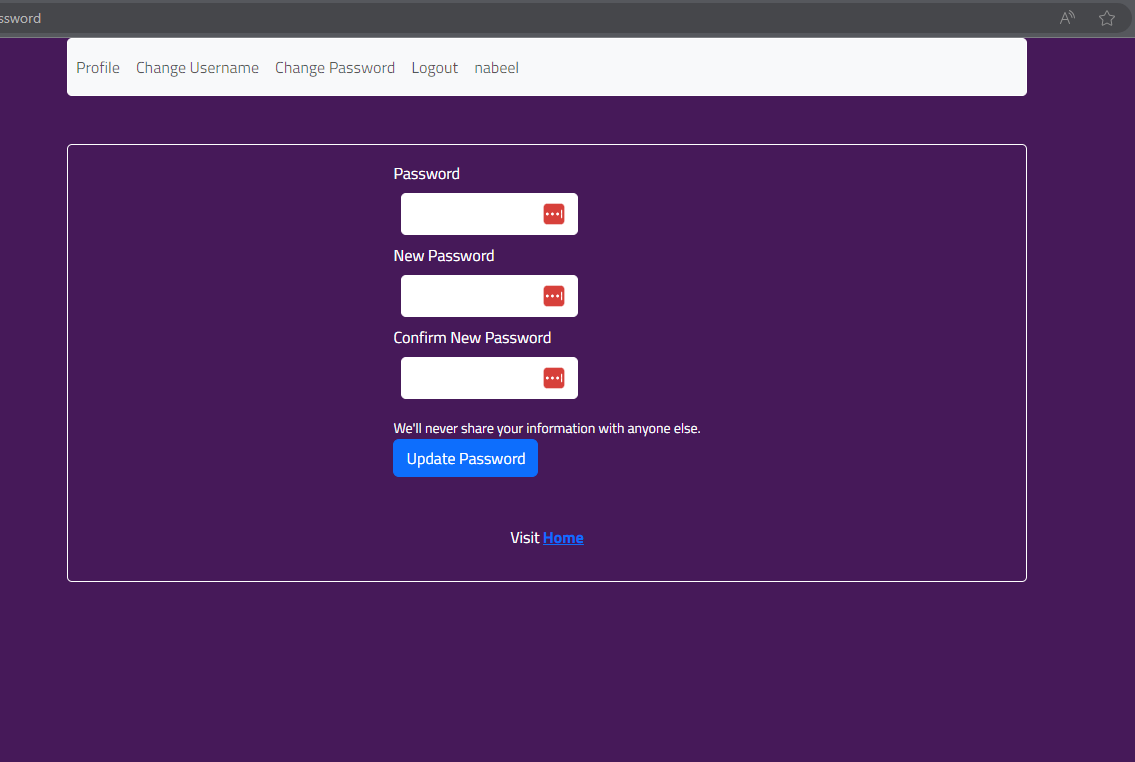 ssword
Profile Change Username Change Password Logout nabeel
Password
New Password
Confirm New Password
We'll never share your information with anyone else.
Update Password
Visit Home